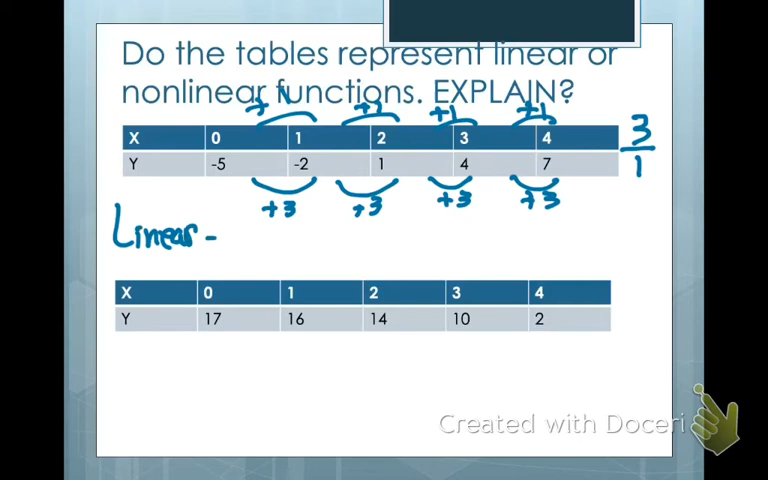 Do the tables represent linear or
nonlinear functions. EXPLAIN?
+1 +1 +1 +1
X 0 1 2 3 4
Y -5 -2 1 4 7
3
1
+3 +3 +3 +3
Linear -
X 0 1 2 3 4
Y 17 16 14 10 2
Created with Doceri